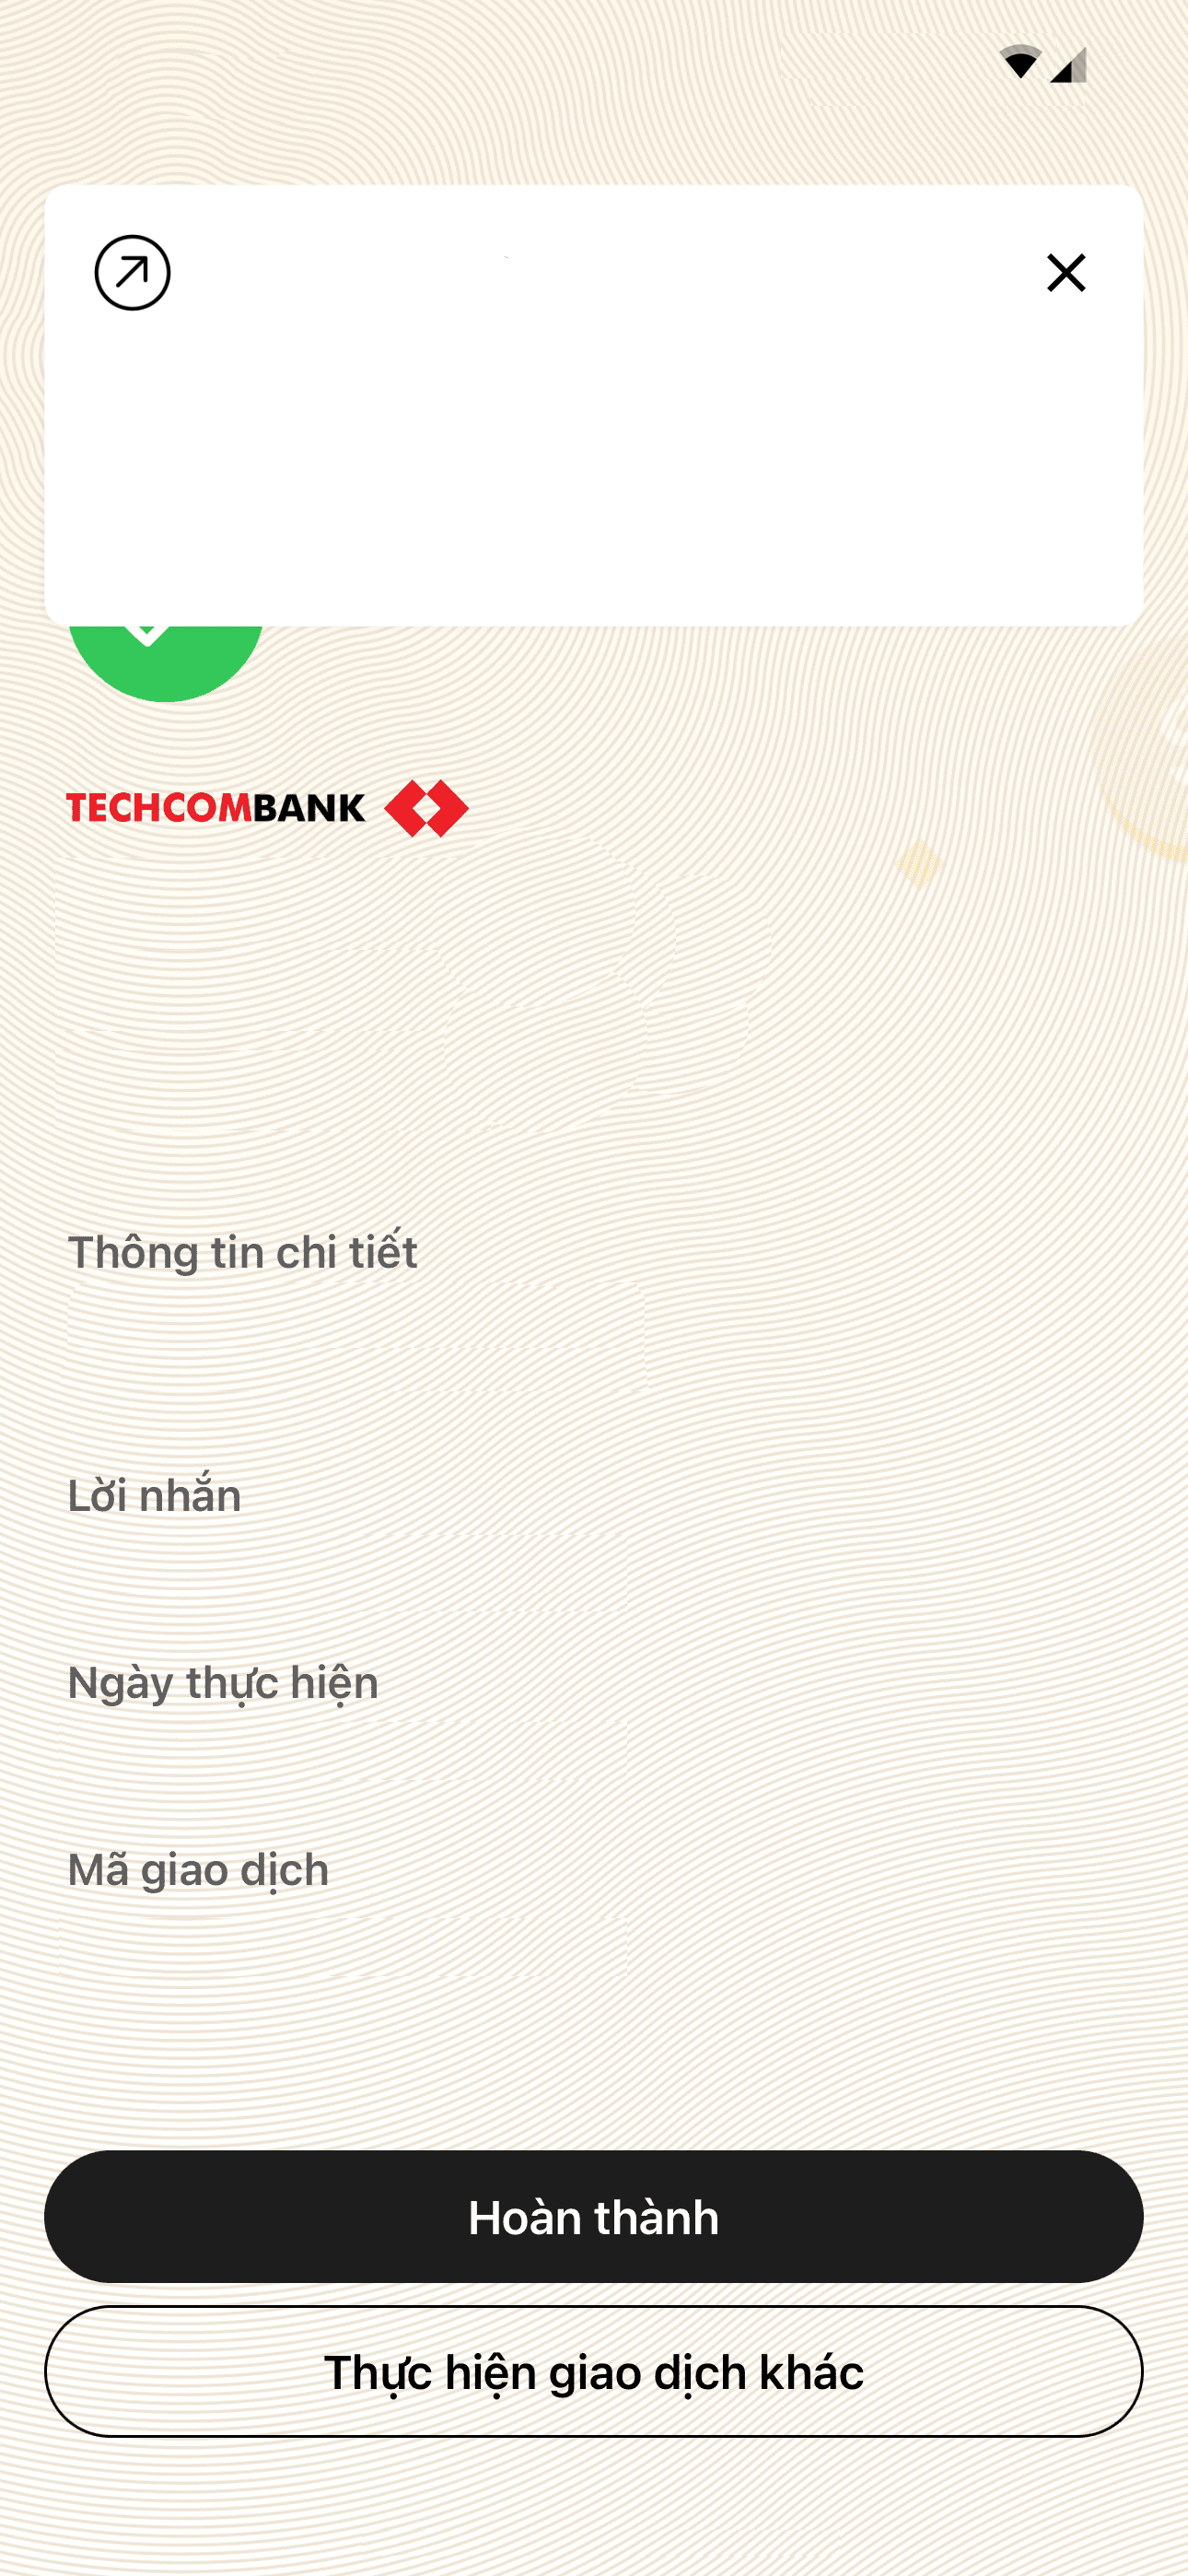 TECHCOMBANK
Thông tin chi tiết
Lời nhắn
Ngày thực hiện
Mã giao dịch
Hoàn thành
Thực hiện giao dịch khác